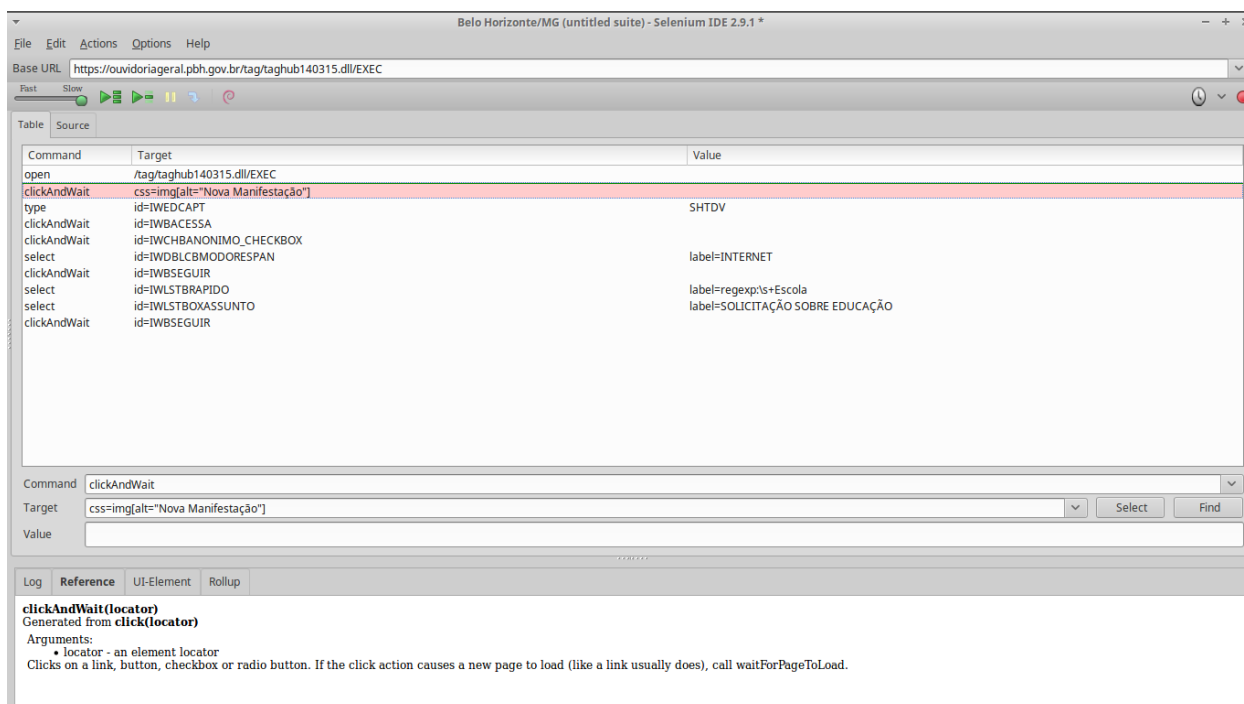 Belo Horizonte/MG (untitled suite) - Selenium IDE 2.9.1 *
File Edit Actions Options Help
Base URL https://ouvidoriageral.pbh.gov.br/tag/taghub140315.dll/EXEC
Fast Slow
Table Source
Command Target Value
open /tag/taghub140315.dll/EXEC
clickAndWait css=img[alt="Nova Manifestação"]
type id=IWEDCAPT SHTDV
clickAndWait id=IWBACESSA
clickAndWait id=IWCHBANONIMO_CHECKBOX
select id=IWDBLCBMODORESPAN label=INTERNET
clickAndWait id=IWBSEGUIR
select id=IWLSTBRAPIDO label=regexp:\s+Escola
select id=IWLSTBOXASSUNTO label=SOLICITAÇÃO SOBRE EDUCAÇÃO
clickAndWait id=IWBSEGUIR
Command clickAndWait
Target css=img[alt="Nova Manifestação"] Select Find
Value
Log Reference UI-Element Rollup
clickAndWait(locator)
Generated from click(locator)
Arguments:
• locator - an element locator
Clicks on a link, button, checkbox or radio button. If the click action causes a new page to load (like a link usually does), call waitForPageToLoad.